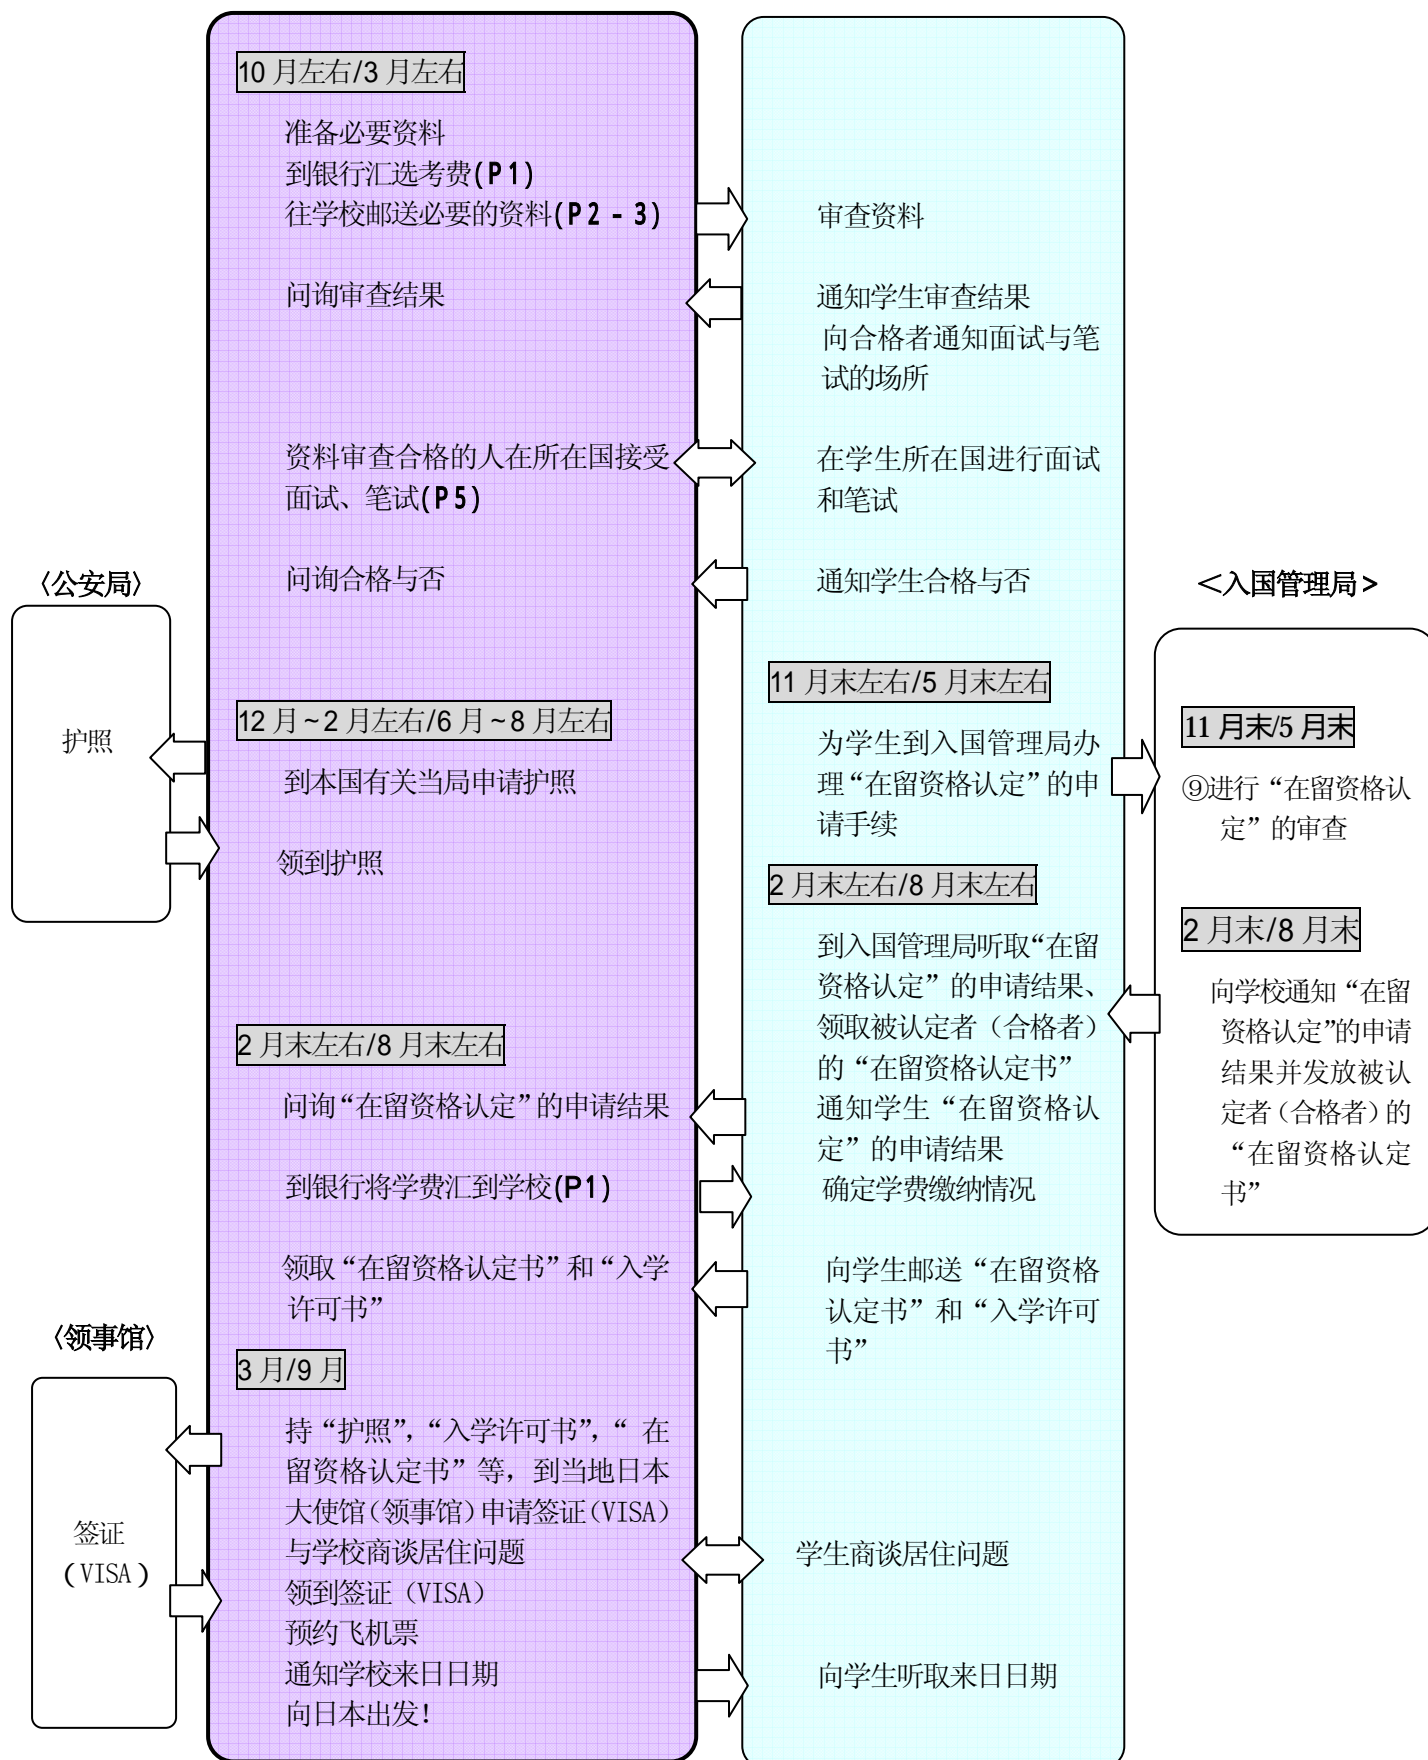 10 月左右/3 月左右
准备必要资料
到银行汇选考费(P1)
往学校邮送必要的资料(P2－3)
问询审查结果
资料审查合格的人在所在国接受
面试、笔试(P5)
问询合格与否
12 月~2 月左右/6 月~8 月左右
到本国有关当局申请护照
领到护照
2 月末左右/8 月末左右
问询“在留资格认定”的申请结果
到银行将学费汇到学校(P1)
领取“在留资格认定书”和“入学
许可书”
3 月/9 月
持“护照”,“入学许可书”,“ 在
留资格认定书”等，到当地日本
大使馆(领事馆)申请签证(VISA)
与学校商谈居住问题
领到签证（VISA）
预约飞机票
通知学校来日日期
向日本出发!
审查资料
通知学生审查结果
向合格者通知面试与笔
试的场所
在学生所在国进行面试
和笔试
通知学生合格与否
11 月末左右/5 月末左右
为学生到入国管理局办
理“在留资格认定”的申
请手续
2 月末左右/8 月末左右
到入国管理局听取“在留
资格认定”的申请结果、
领取被认定者（合格者）
的“在留资格认定书”
通知学生“在留资格认
定”的申请结果
确定学费缴纳情况
向学生邮送“在留资格
认定书”和“入学许可
书”
学生商谈居住问题
向学生听取来日日期
〈公安局〉
护照
〈领事馆〉
签证
(VISA)
＜入国管理局>
11 月末/5 月末
⑨进行“在留资格认
定”的审查
2 月末/8 月末
向学校通知“在留
资格认定”的申请
结果并发放被认
定者（合格者）的
“在留资格认定
书”